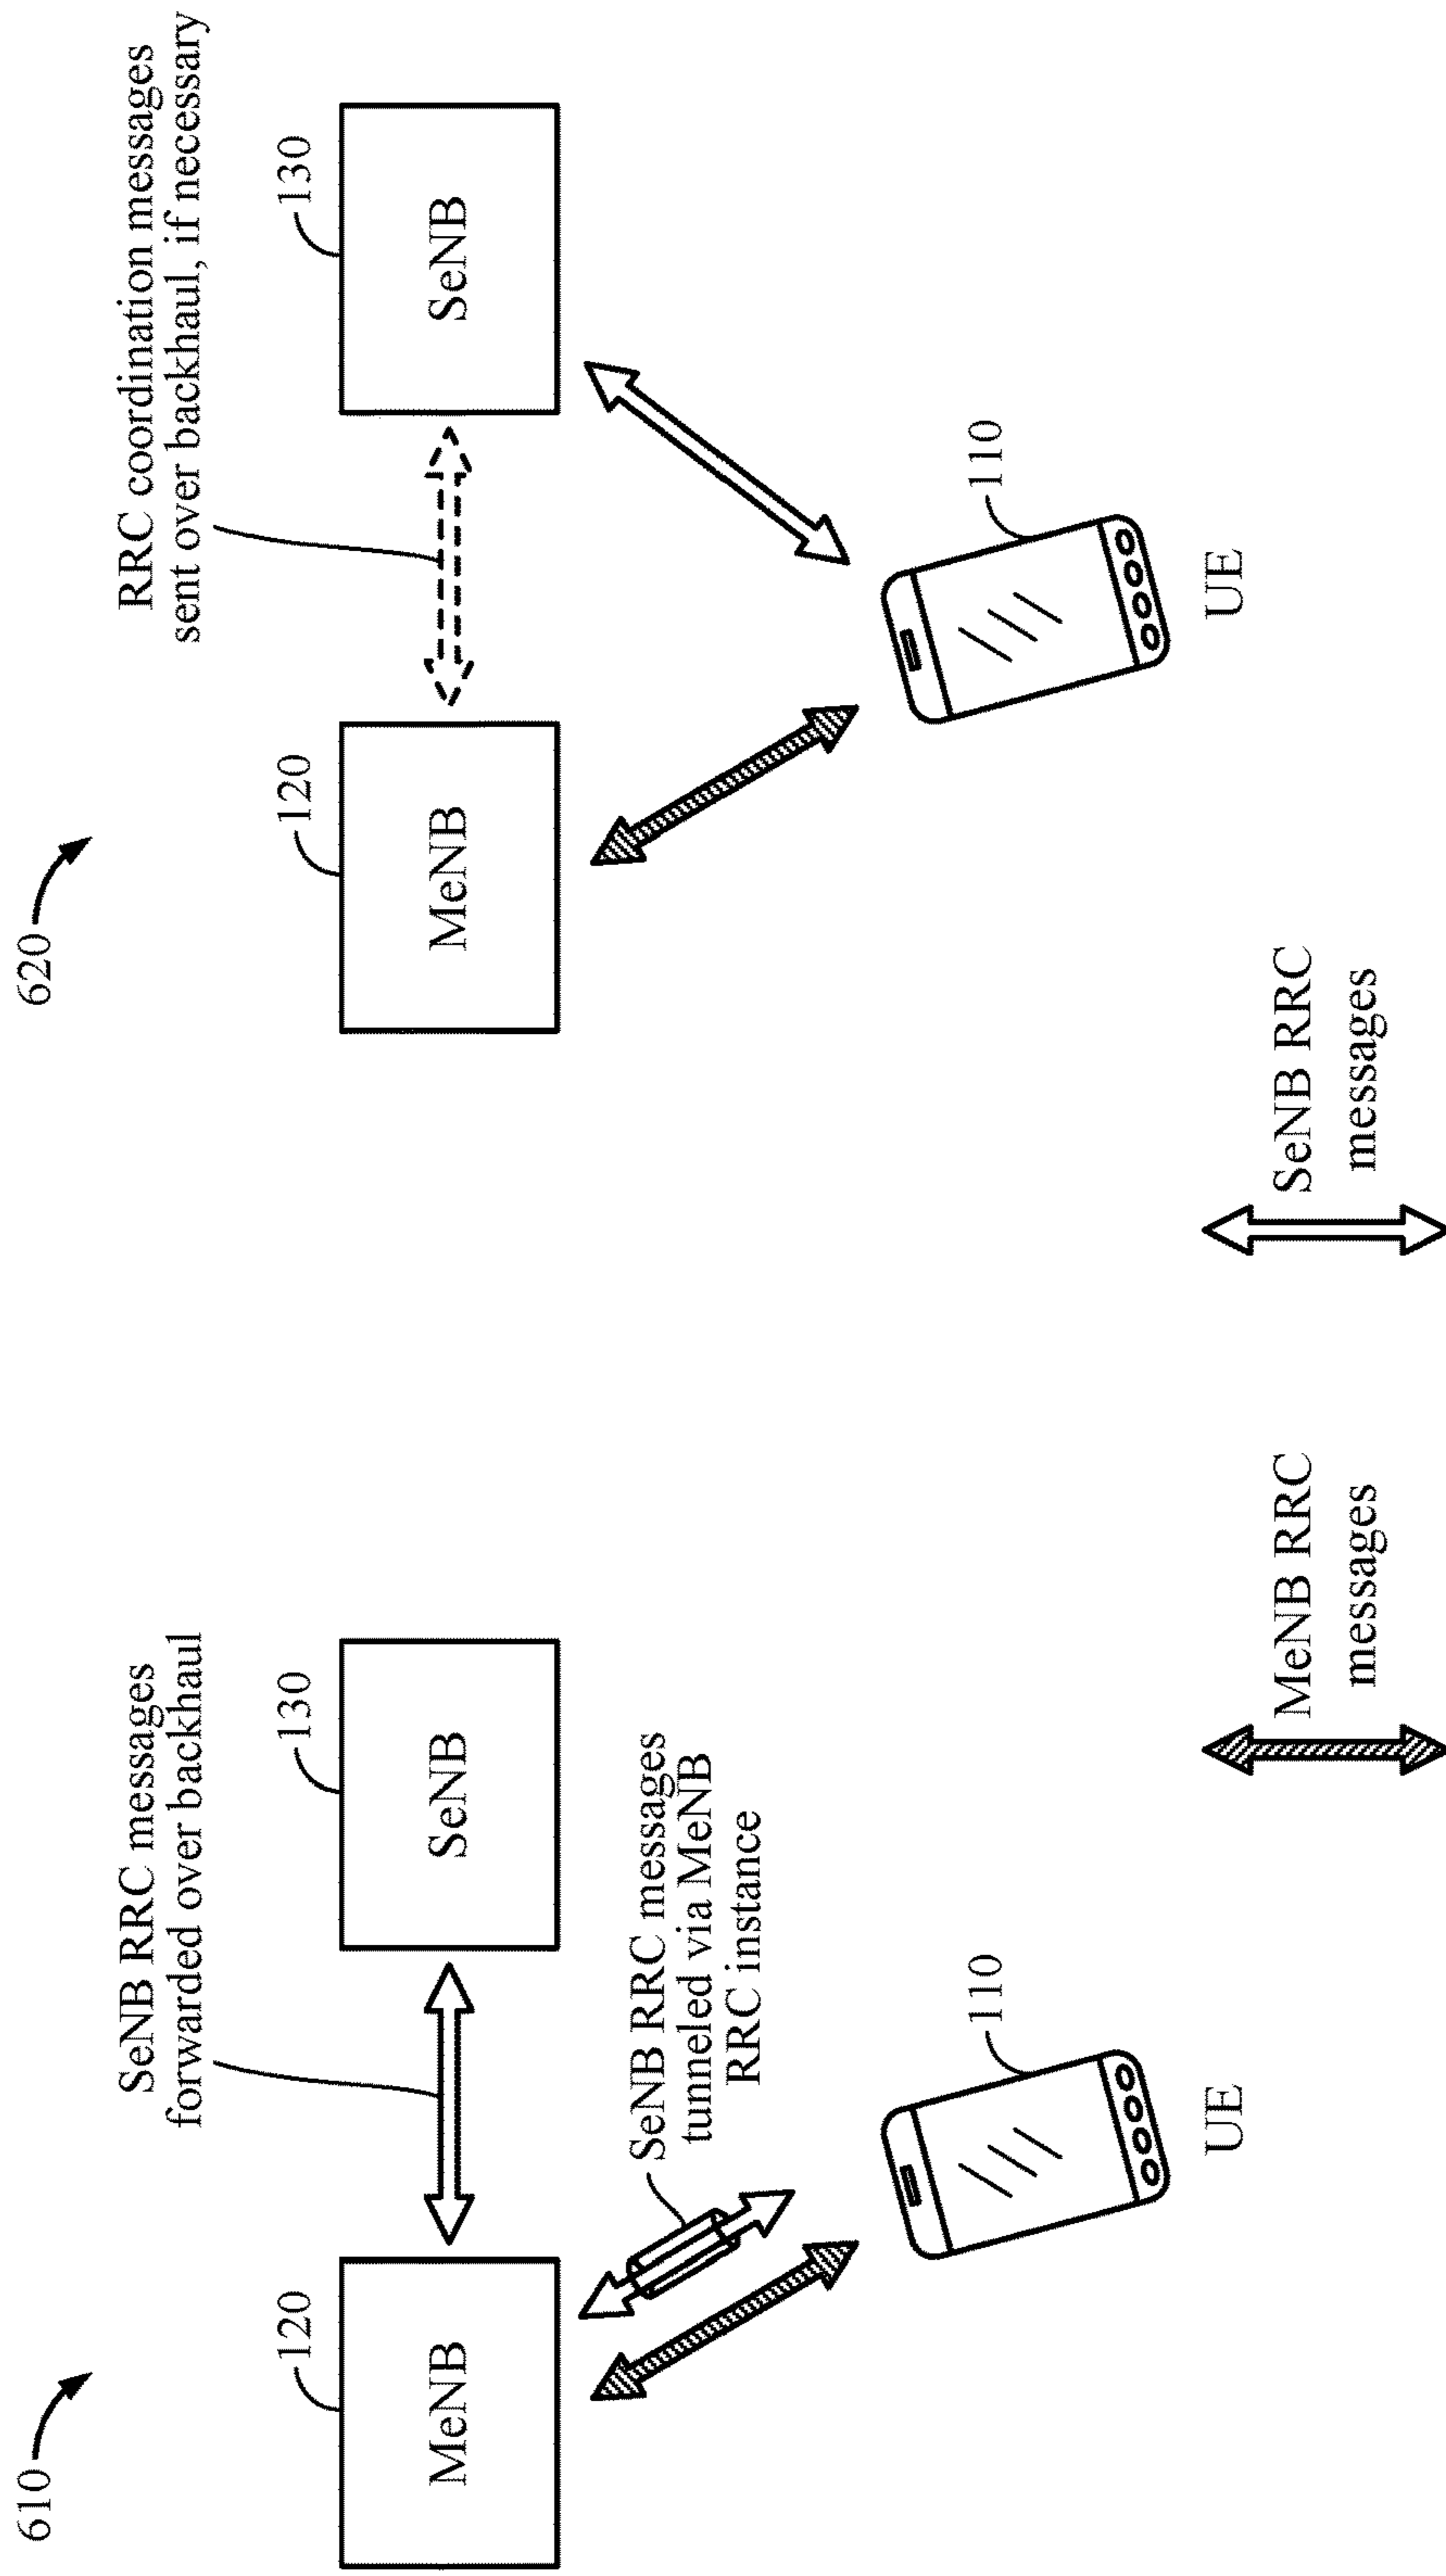 610
SeNB RRC messages
forwarded over backhaul
120
MeNB
130
SeNB
SeNB RRC messages
tunneled via MeNB
RRC instance
110
UE
620
RRC coordination messages
sent over backhaul, if necessary
120
MeNB
130
SeNB
110
UE
MeNB RRC
messages
SeNB RRC
messages